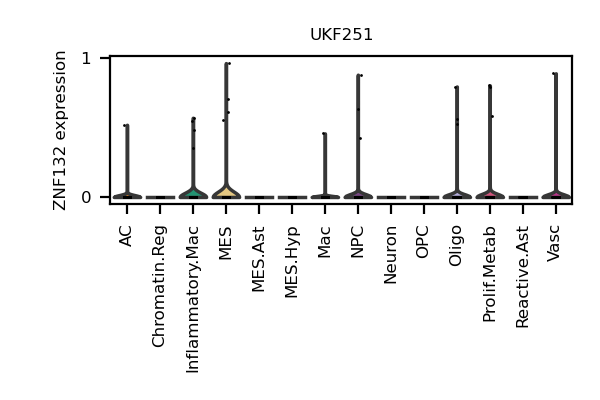 UKF251
ZNF132 expression
1
0
AC
Chromatin.Reg
Inflammatory.Mac
MES
MES.Ast
MES.Hyp
Mac
NPC
Neuron
OPC
Oligo
Prolif.Metab
Reactive.Ast
Vasc